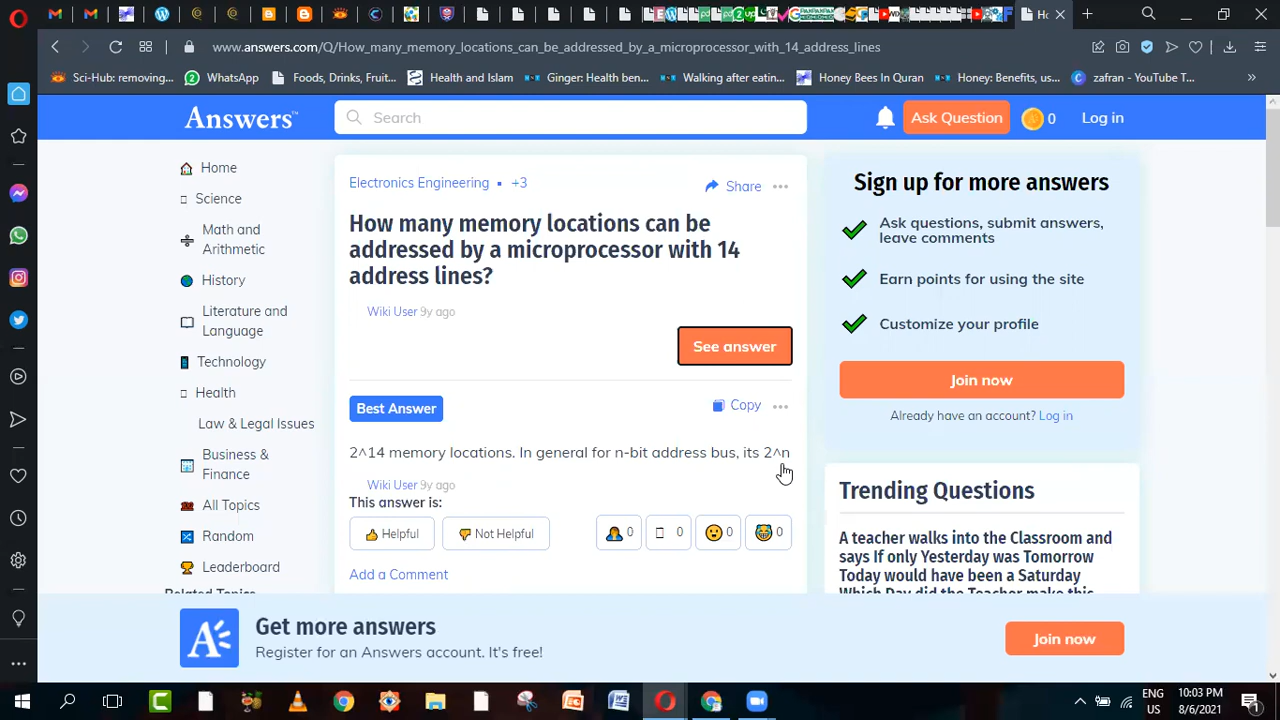 www.answers.com/Q/How_many_memory_locations_can_be_addressed_by_a_microprocessor_with_14_address_lines
Sci-Hub: removing...
WhatsApp
Foods, Drinks, Fruit...
Health and Islam
Ginger: Health ben...
Walking after eatin...
Honey Bees In Quran
Honey: Benefits, us...
zafran - YouTube T...
»
Answers
Search
Ask Question
0
Log in
Home
Science
Math and
Arithmetic
History
Literature and
Language
Technology
Health
Law & Legal Issues
Business &
Finance
All Topics
Random
Leaderboard
Related Topics
Electronics Engineering • +3
Share
How many memory locations can be
addressed by a microprocessor with 14
address lines?
Wiki User 9y ago
See answer
Best Answer
Copy
2^14 memory locations. In general for n-bit address bus, its 2^n
Wiki User 9y ago
This answer is:
Helpful
Not Helpful
0
0
0
0
Add a Comment
Sign up for more answers
Ask questions, submit answers,
leave comments
Earn points for using the site
Customize your profile
Join now
Already have an account? Log in
Trending Questions
A teacher walks into the Classroom and
says If only Yesterday was Tomorrow
Today would have been a Saturday
Which Day did the Teacher make this
Get more answers
Register for an Answers account. It's free!
Join now
ENG
US
10:03 PM
8/6/2021